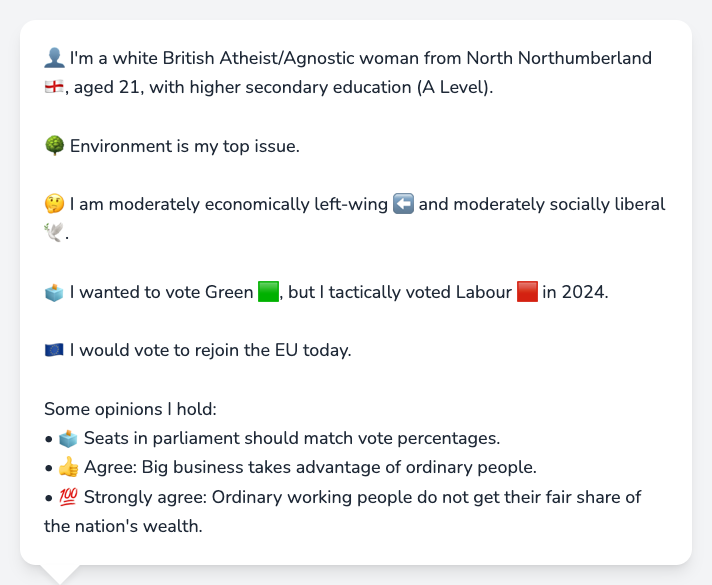 👤 I'm a white British Atheist/Agnostic woman from North Northumberland
🏴󠁧󠁢󠁥󠁮󠁧󠁿, aged 21, with higher secondary education (A Level).
🌳 Environment is my top issue.
🤔 I am moderately economically left-wing ⬅️ and moderately socially liberal
🕊️.
🗳️ I wanted to vote Green 🟩, but I tactically voted Labour 🟥 in 2024.
🇪🇺 I would vote to rejoin the EU today.
Some opinions I hold:
• 🗳️ Seats in parliament should match vote percentages.
• 👍 Agree: Big business takes advantage of ordinary people.
• 💯 Strongly agree: Ordinary working people do not get their fair share of
the nation's wealth.